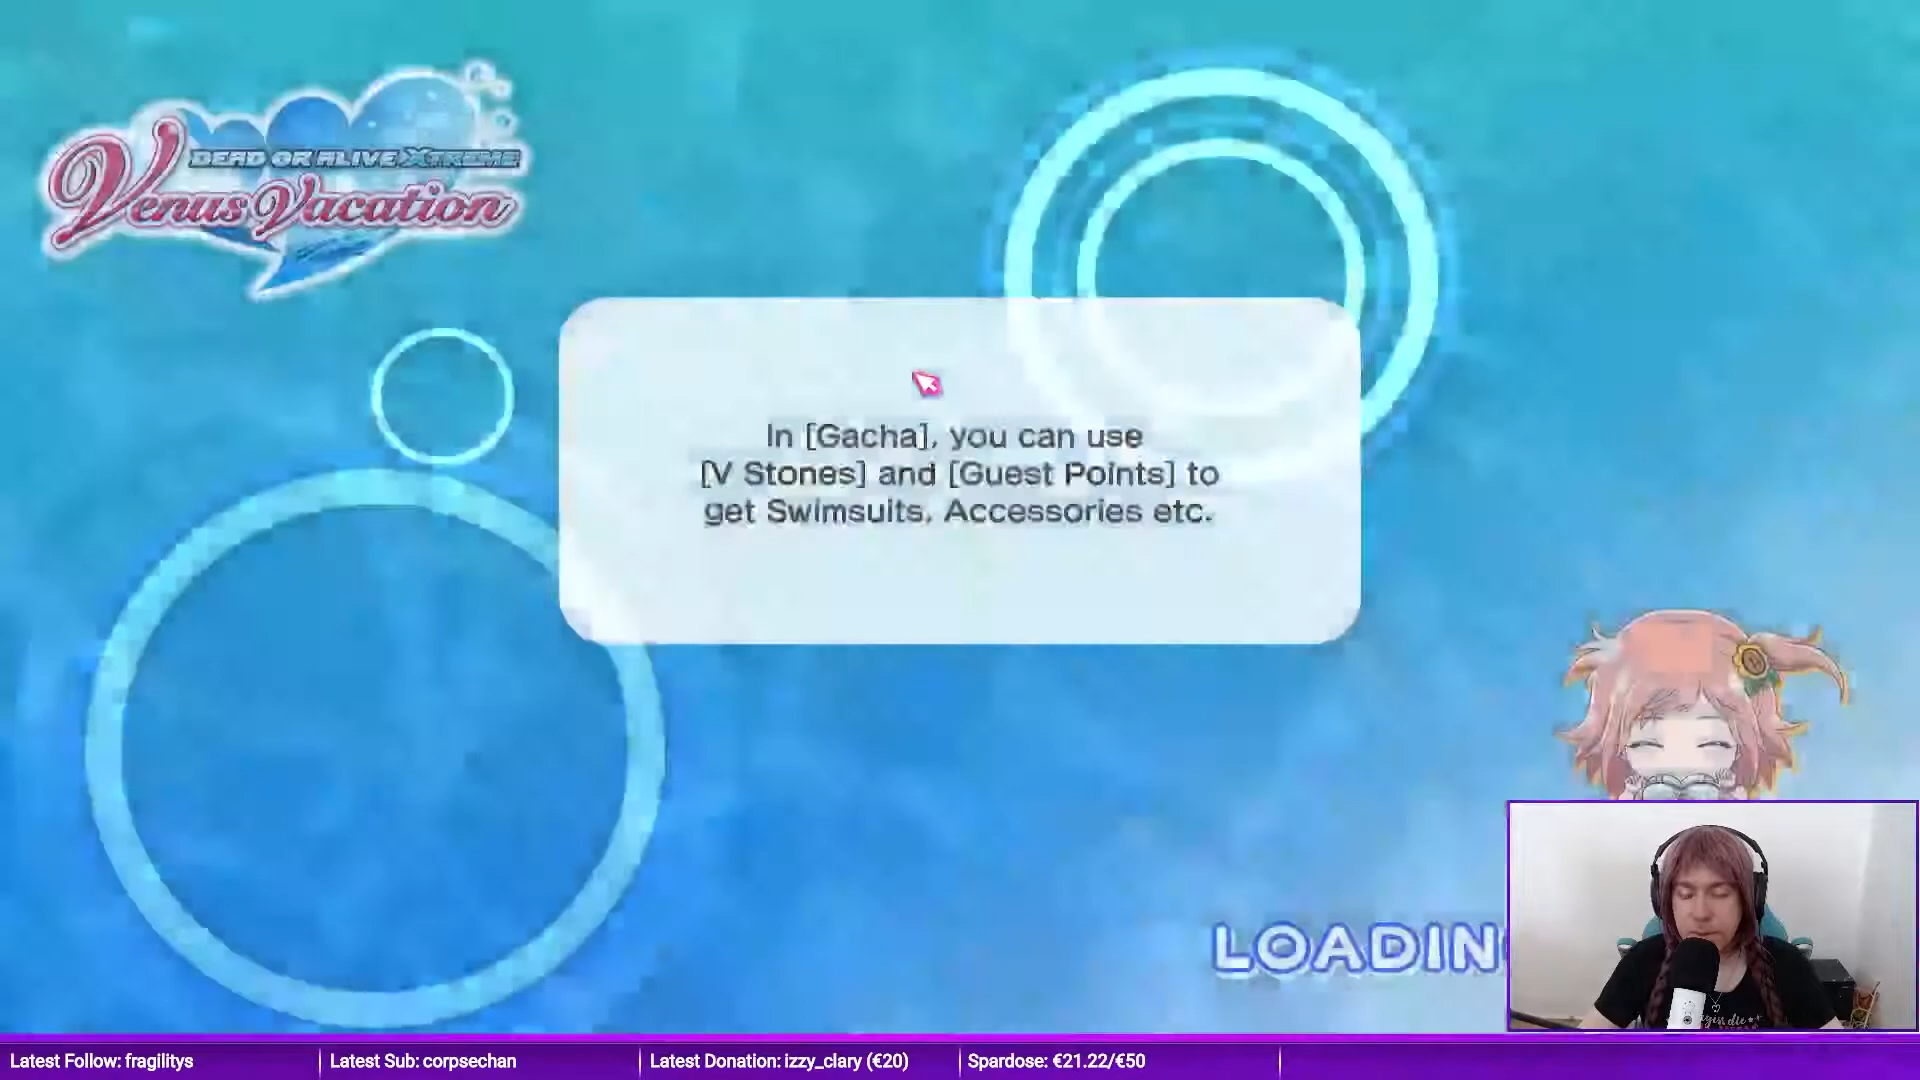 DEAD OR ALIVE XTREME
Venus Vacation
In [Gacha], you can use
[V Stones] and [Guest Points] to
get Swimsuits, Accessories etc.
LOADIN
Latest Follow: fragilitys
Latest Sub: corpsechan
Latest Donation: izzy_clary (€20)
Spardose: €21.22/€50